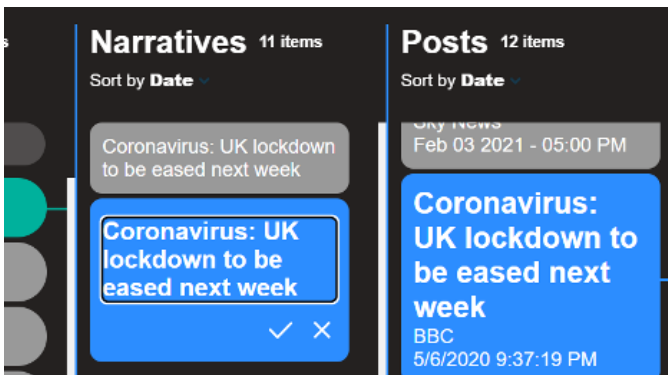 s
Narratives 11 items
Sort by Date
Coronavirus: UK lockdown
to be eased next week
Coronavirus: UK
lockdown to be
eased next week
Posts 12 items
Sort by Date
Sky News
Feb 03 2021 - 05:00 PM
Coronavirus:
UK lockdown to
be eased next
week
BBC
5/6/2020 9:37:19 PM